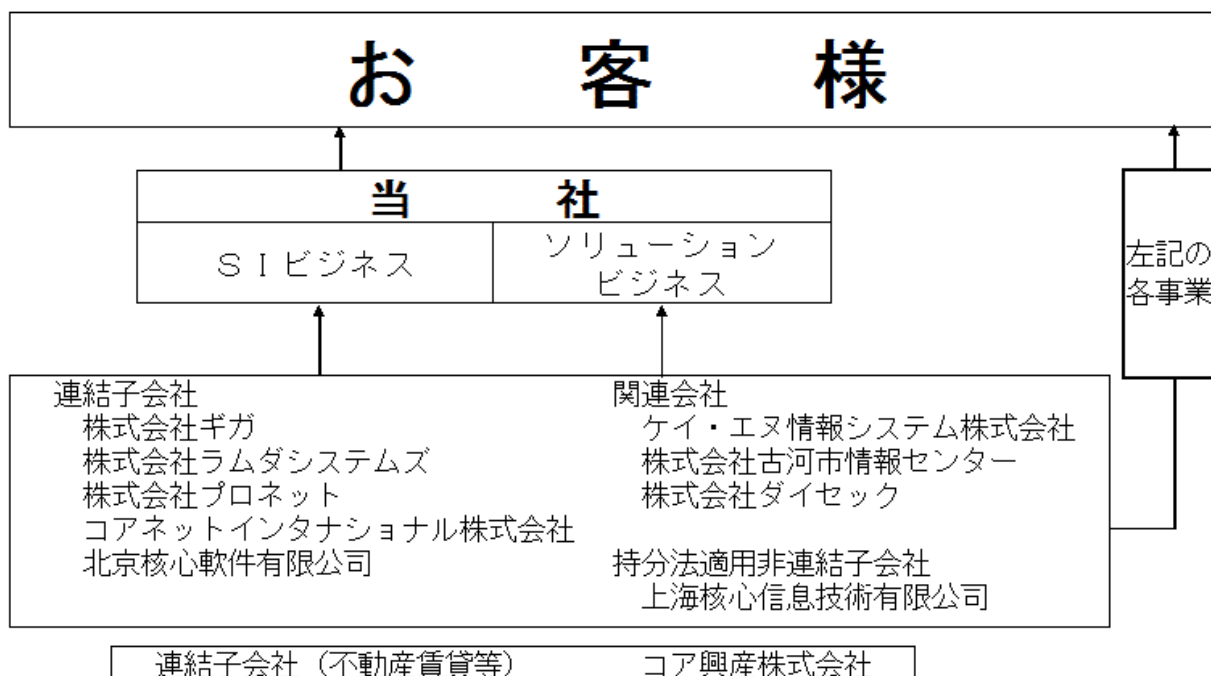 お客様
当社
ＳＩビジネス
ソリューション
ビジネス
左記の
各事業
連結子会社
株式会社ギガ
株式会社ラムダシステムズ
株式会社プロネット
コアネットインタナショナル株式会社
北京核心軟件有限公司
関連会社
ケイ・エヌ情報システム株式会社
株式会社古河市情報センター
株式会社ダイセック
持分法適用非連結子会社
上海核心信息技術有限公司
連結子会社（不動産賃貸等）　コア興産株式会社